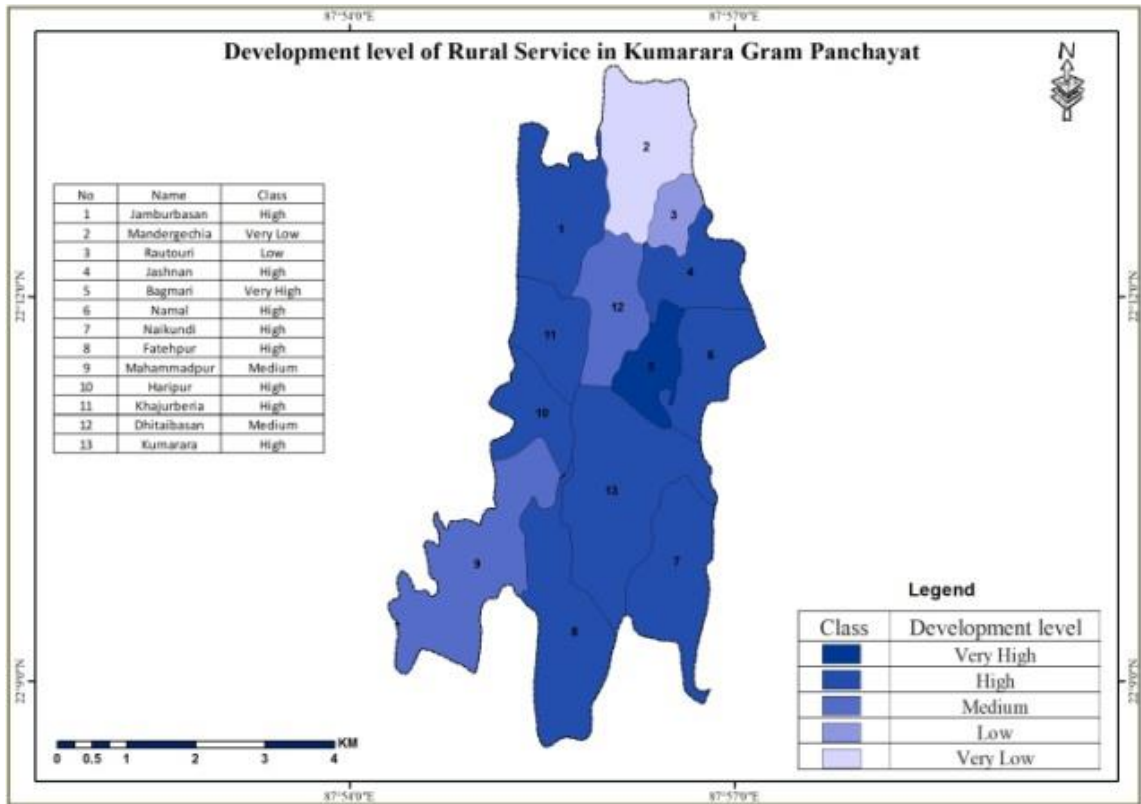 87°54'0"E 87°57'0"E
Development level of Rural Service in Kumarara Gram Panchayat
N
No Name Class
1 Jamburbasan High
2 Mandergechia Very Low
3 Rautouri Low
4 Jashnan High
5 Bagmari Very High
6 Namal High
7 Naikundi High
8 Fatehpur High
9 Mahammadpur Medium
10 Haripur High
11 Khajurberia High
12 Dhitaibasan Medium
13 Kumarara High
22°12'0"N
22°12'0"N
2
3
1
4
12
11
5
6
10
13
9
7
8
Legend
Class Development level
Very High
High
Medium
Low
Very Low
22°9'0"N
22°9'0"N
KM
0 0.5 1 2 3 4
87°54'0"E 87°57'0"E